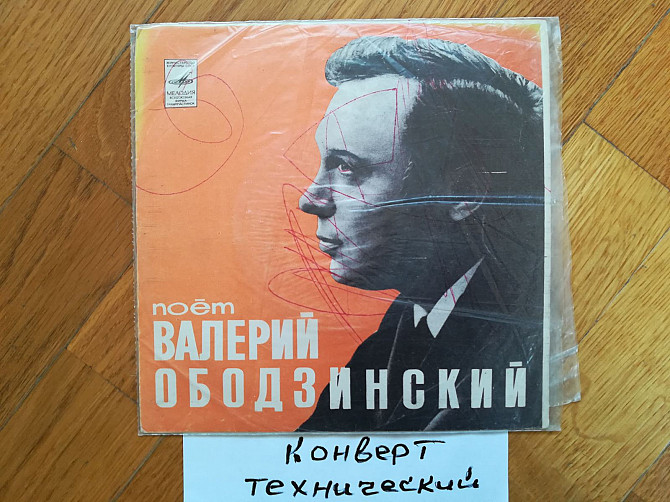 МЕЛОДИЯ
поёт
ВАЛЕРИЙ
ОБОДЗИНСКИЙ
Конверт
технический